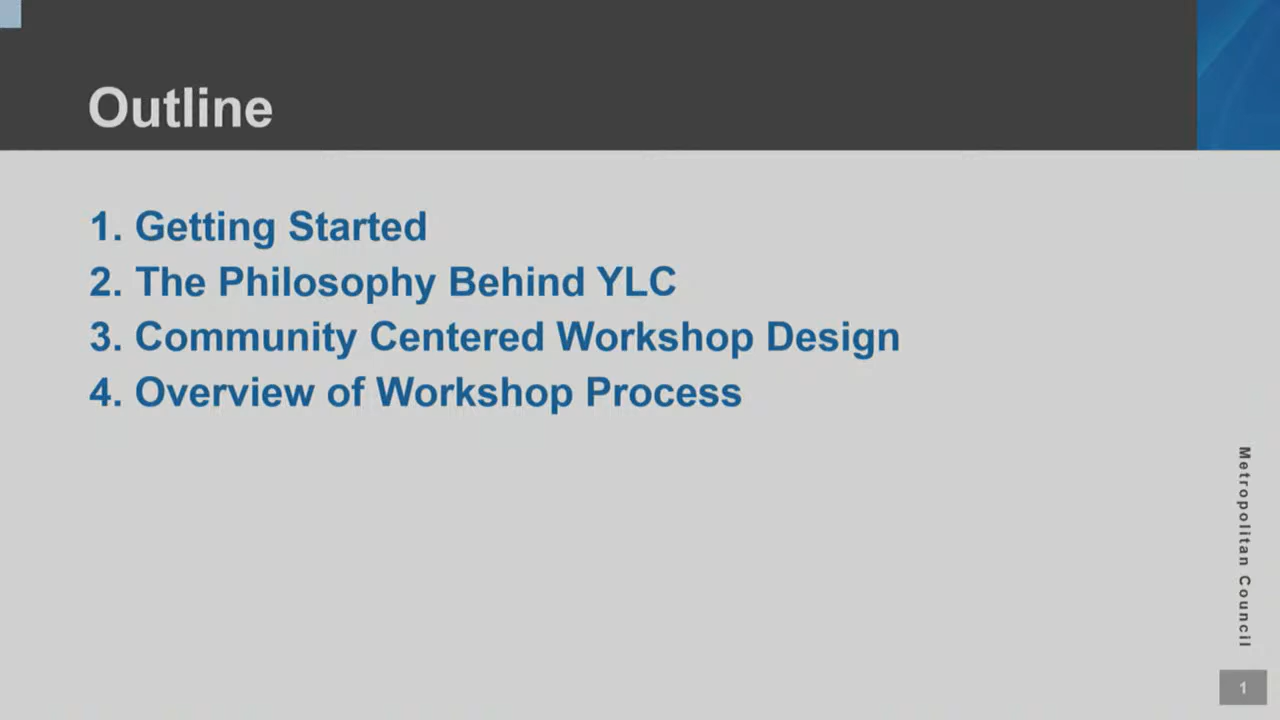 Outline
1. Getting Started
2. The Philosophy Behind YLC
3. Community Centered Workshop Design
4. Overview of Workshop Process
Metropolitan Council
1